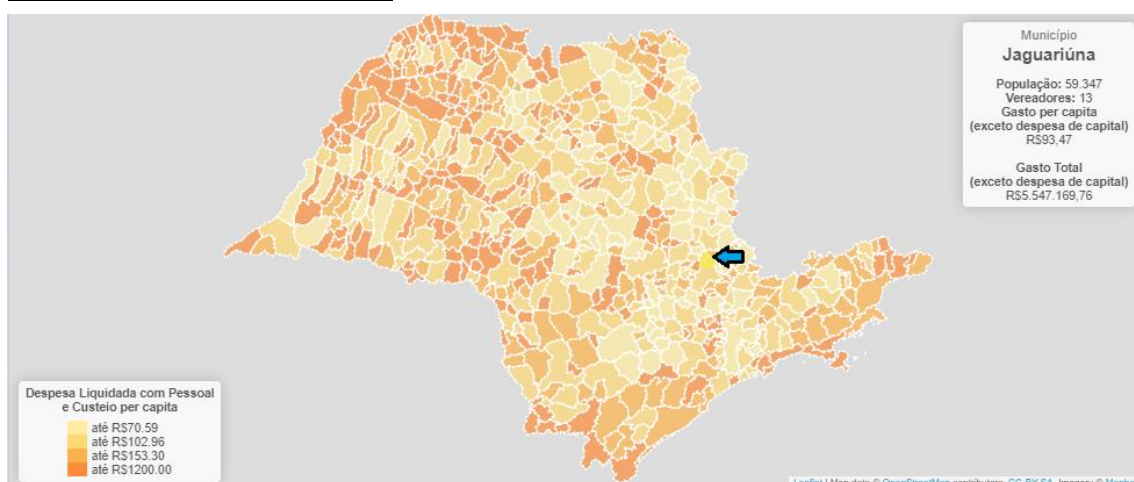 Município
Jaguariúna
População: 59.347
Vereadores: 13
Gasto per capita
(exceto despesa de capital)
R$93,47
Gasto Total
(exceto despesa de capital)
R$5.547.169,76
Despesa Liquidada com Pessoal
e Custeio per capita
até R$70.59
até R$102.96
até R$153.30
até R$1200.00
Leaflet | Map data © OpenStreetMap contributors, CC-BY-SA, Imagery ©